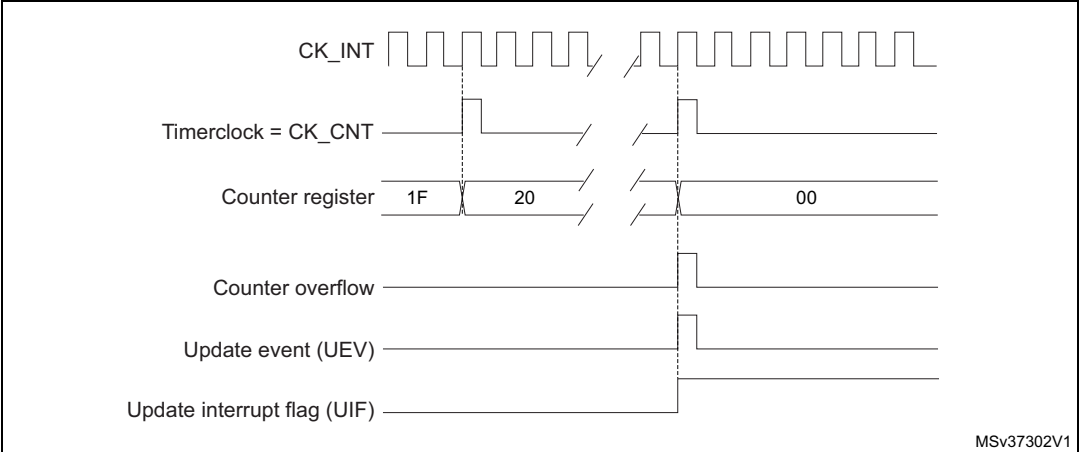 CK_INT
Timerclock = CK_CNT
Counter register 1F 20 00
Counter overflow
Update event (UEV)
Update interrupt flag (UIF)
MSv37302V1